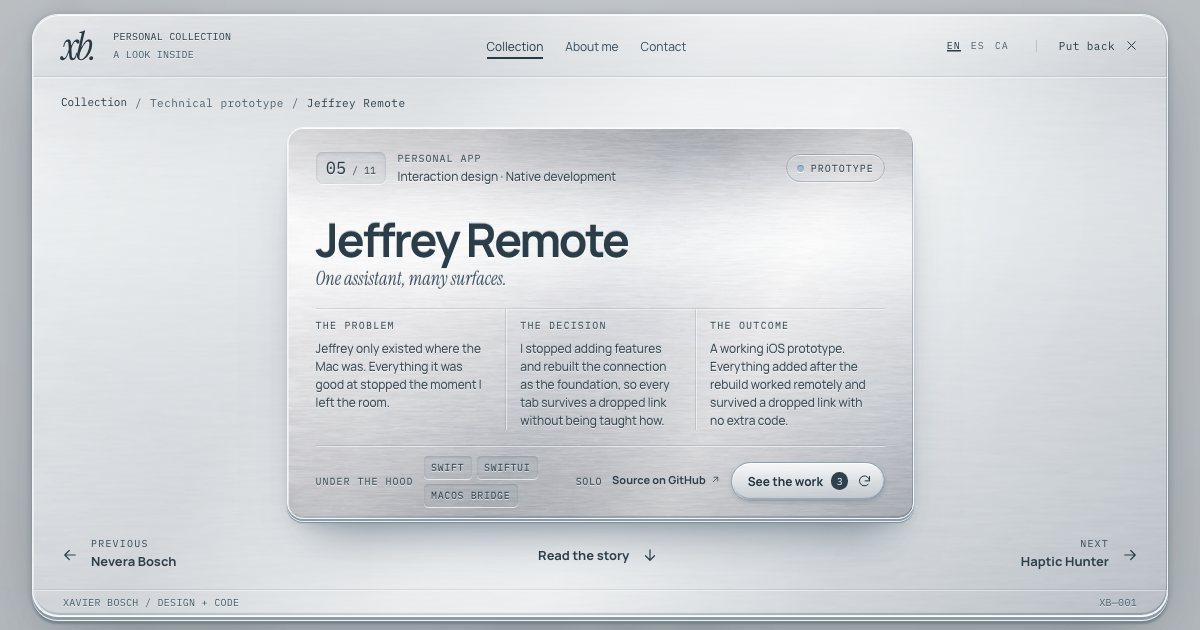 xb.
PERSONAL COLLECTION
A LOOK INSIDE
Collection About me Contact
EN ES CA
Put back
Collection / Technical prototype / Jeffrey Remote
05 / 11
PERSONAL APP
Interaction design · Native development
PROTOTYPE
Jeffrey Remote
One assistant, many surfaces.
THE PROBLEM
Jeffrey only existed where the
Mac was. Everything it was
good at stopped the moment I
left the room.
THE DECISION
I stopped adding features
and rebuilt the connection
as the foundation, so every
tab survives a dropped link
without being taught how.
THE OUTCOME
A working iOS prototype.
Everything added after the
rebuild worked remotely and
survived a dropped link with
no extra code.
UNDER THE HOOD
SWIFT SWIFTUI
MACOS BRIDGE
SOLO
Source on GitHub ↗
See the work 3
PREVIOUS
Nevera Bosch
Read the story ↓
NEXT
Haptic Hunter
XAVIER BOSCH / DESIGN + CODE
XB—001